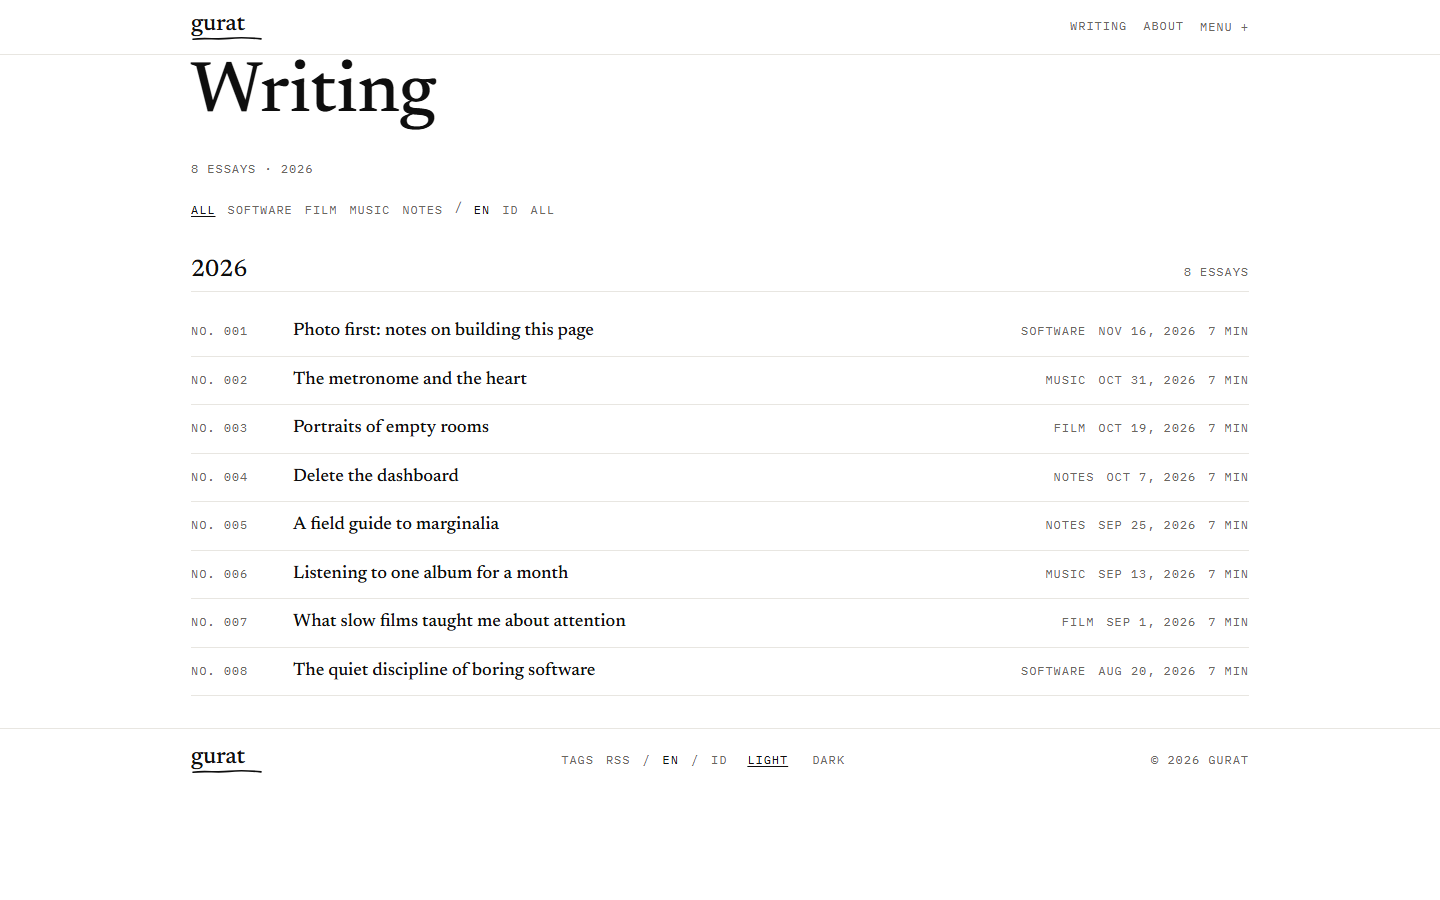 gurat WRITING ABOUT MENU +
Writing
8 ESSAYS · 2026
ALL SOFTWARE FILM MUSIC NOTES / EN ID ALL
2026 8 ESSAYS
NO. 001 Photo first: notes on building this page SOFTWARE NOV 16, 2026 7 MIN
NO. 002 The metronome and the heart MUSIC OCT 31, 2026 7 MIN
NO. 003 Portraits of empty rooms FILM OCT 19, 2026 7 MIN
NO. 004 Delete the dashboard NOTES OCT 7, 2026 7 MIN
NO. 005 A field guide to marginalia NOTES SEP 25, 2026 7 MIN
NO. 006 Listening to one album for a month MUSIC SEP 13, 2026 7 MIN
NO. 007 What slow films taught me about attention FILM SEP 1, 2026 7 MIN
NO. 008 The quiet discipline of boring software SOFTWARE AUG 20, 2026 7 MIN
gurat TAGS RSS / EN / ID LIGHT DARK © 2026 GURAT